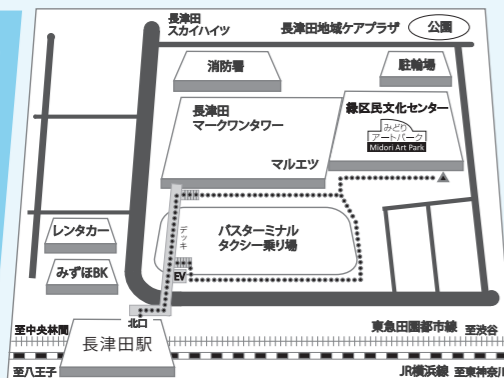 長津田
スカイハイツ
長津田地域ケアプラザ
公園
消防署
駐輪場
長津田
マークワンタワー
マルエツ
緑区民文化センター
みどり
アートパーク
Midori Art Park
レンタカー
みずほBK
デッキ
バスターミナル
タクシー乗り場
EV
北口
長津田駅
至中央林間
東急田園都市線
至渋谷
至八王子
JR横浜線
至東神奈川